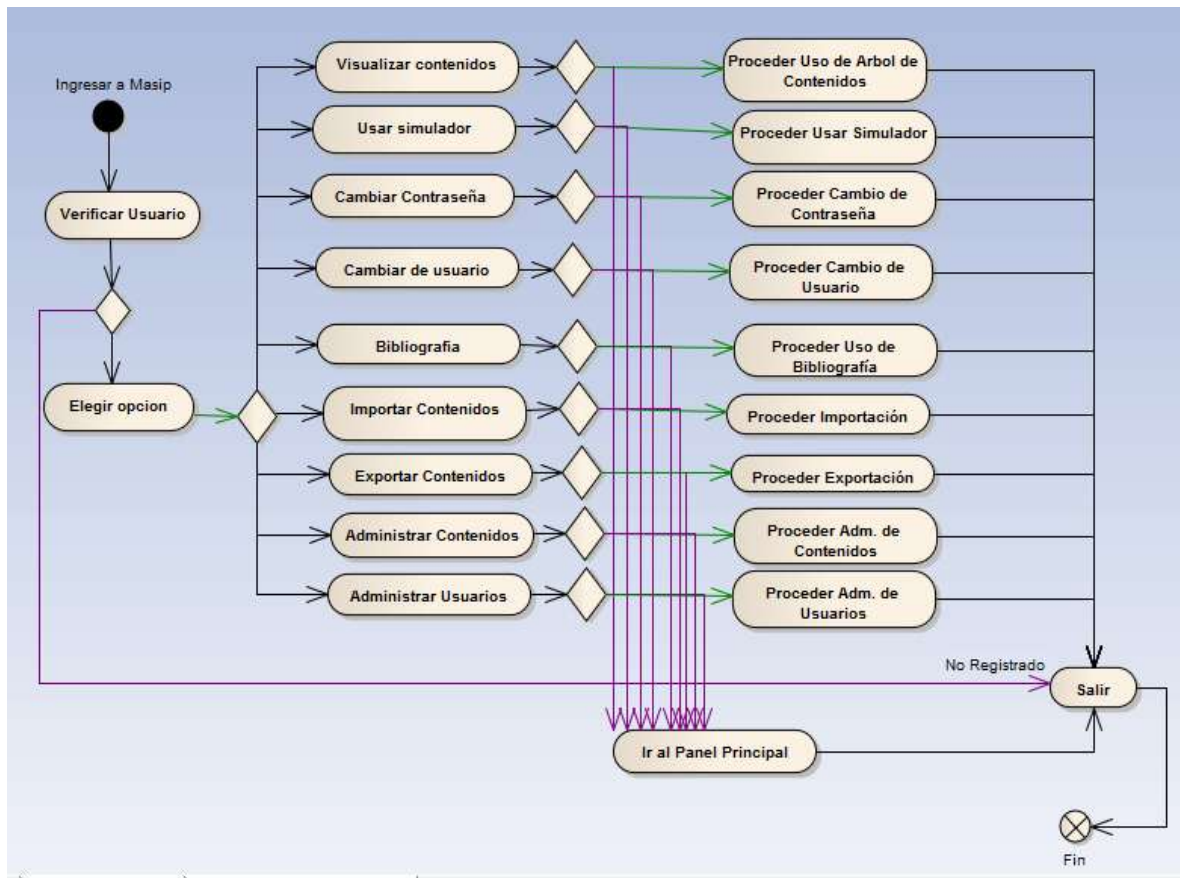 Ingresar a Masip
Verificar Usuario
Elegir opcion
Visualizar contenidos
Usar simulador
Cambiar Contraseña
Cambiar de usuario
Bibliografia
Importar Contenidos
Exportar Contenidos
Administrar Contenidos
Administrar Usuarios
Proceder Uso de Arbol de
Contenidos
Proceder Usar Simulador
Proceder Cambio de
Contraseña
Proceder Cambio de
Usuario
Proceder Uso de
Bibliografía
Proceder Importación
Proceder Exportación
Proceder Adm. de
Contenidos
Proceder Adm. de
Usuarios
No Registrado
Salir
Ir al Panel Principal
Fin